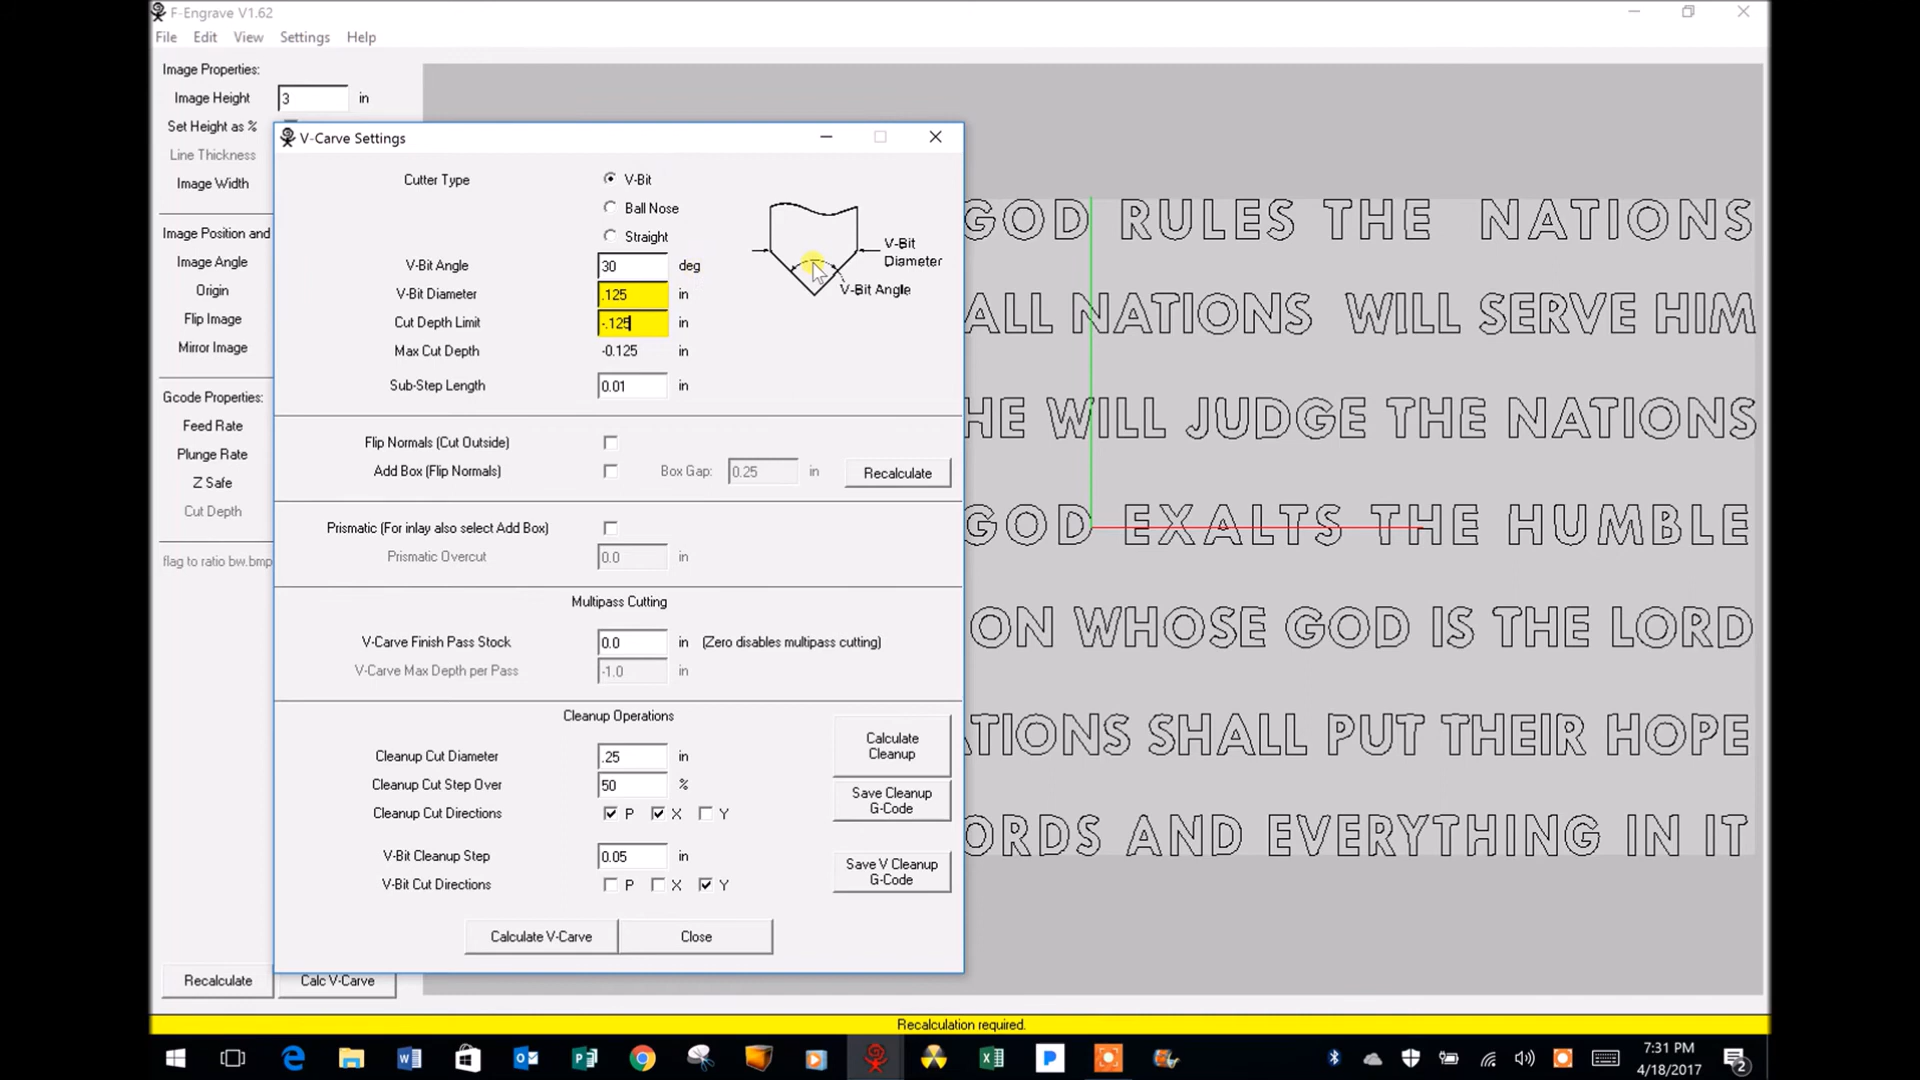 F-Engrave V1.62
File Edit View Settings Help
Image Properties:
Image Height 3 in
Set Height as %
Line Thickness
Image Width
Image Position and
Image Angle
Origin
Flip Image
Mirror Image
Gcode Properties:
Feed Rate
Plunge Rate
Z Safe
Cut Depth
flag to ratio bw.bmp
Recalculate Calc V-Carve
V-Carve Settings
Cutter Type V-Bit
Ball Nose
Straight
V-Bit Angle 30 deg
V-Bit Diameter .125 in
Cut Depth Limit -.125 in
Max Cut Depth -0.125 in
Sub-Step Length 0.01 in
V-Bit
Diameter
V-Bit Angle
Flip Normals (Cut Outside)
Add Box (Flip Normals) Box Gap: 0.25 in Recalculate
Prismatic (For inlay also select Add Box)
Prismatic Overcut 0.0 in
Multipass Cutting
V-Carve Finish Pass Stock 0.0 in (Zero disables multipass cutting)
V-Carve Max Depth per Pass -1.0 in
Cleanup Operations
Cleanup Cut Diameter .25 in
Cleanup Cut Step Over 50 %
Cleanup Cut Directions P X Y
V-Bit Cleanup Step 0.05 in
V-Bit Cut Directions P X Y
Calculate
Cleanup
Save Cleanup
G-Code
Save V Cleanup
G-Code
Calculate V-Carve Close
GOD RULES THE NATIONS
ALL NATIONS WILL SERVE HIM
HE WILL JUDGE THE NATIONS
GOD EXALTS THE HUMBLE
ON WHOSE GOD IS THE LORD
ATIONS SHALL PUT THEIR HOPE
ORDS AND EVERYTHING IN IT
Recalculation required.
7:31 PM
4/18/2017
2